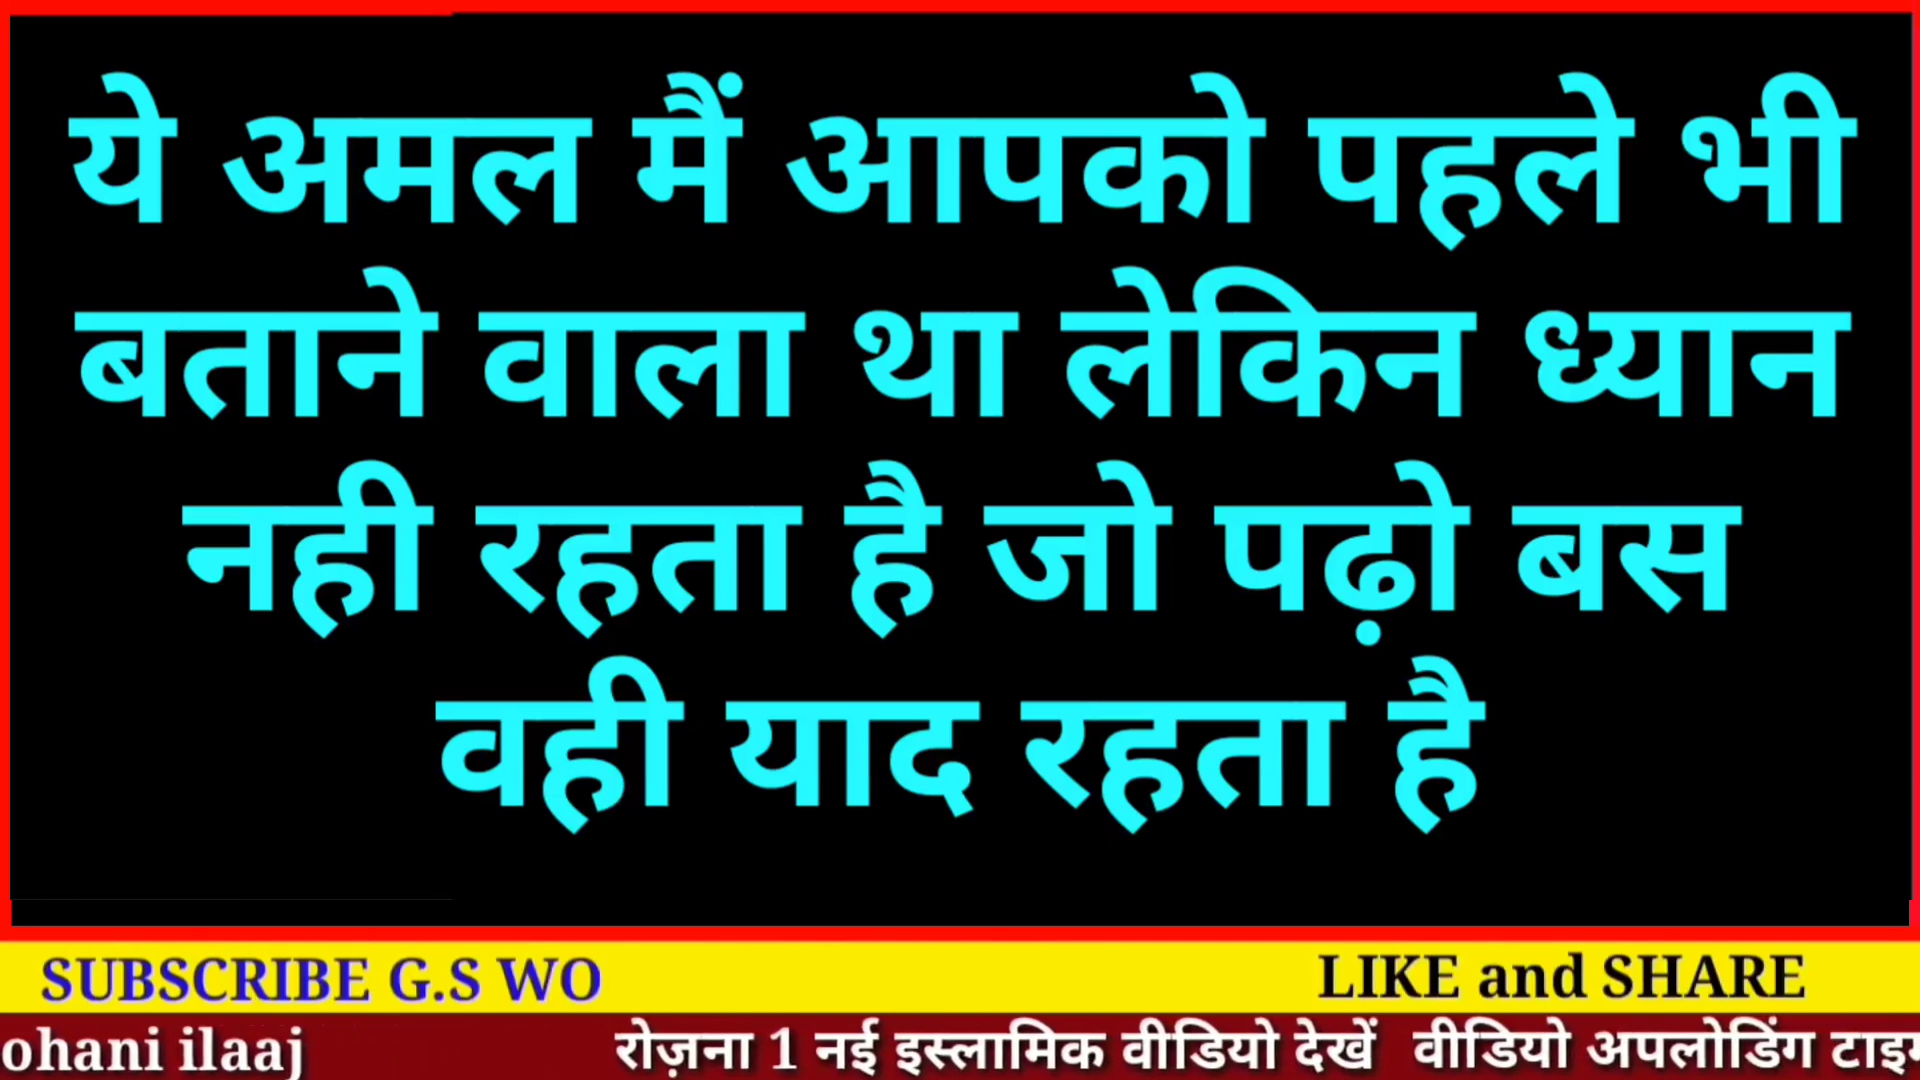 ये अमल मैं आपको पहले भी
बताने वाला था लेकिन ध्यान
नही रहता है जो पढ़ो बस
वही याद रहता है
SUBSCRIBE G.S WO
LIKE and SHARE
ohani ilaaj रोज़ना 1 नई इस्लामिक वीडियो देखें वीडियो अपलोडिंग